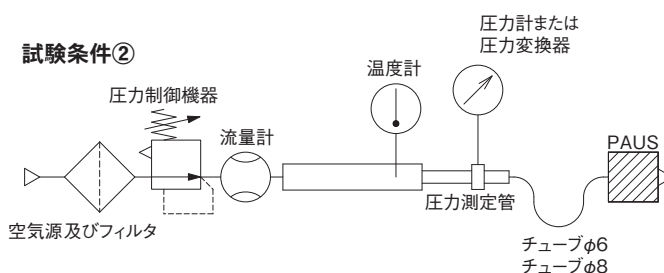 試験条件②
圧力計または
圧力変換器
温度計
圧力制御機器
流量計
PAUS
圧力測定管
空気源及びフィルタ
チューブφ6
チューブφ8